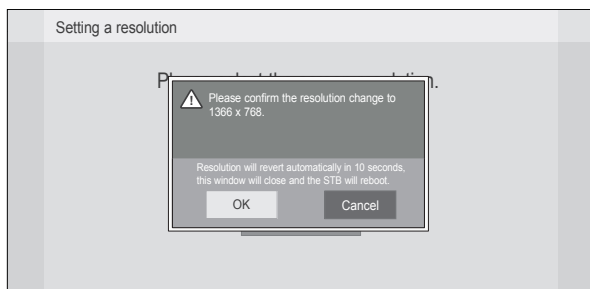 Setting a resolution
Please confirm the resolution change to
1366 x 768.
Resolution will revert automatically in 10 seconds,
this window will close and the STB will reboot.
OK
Cancel